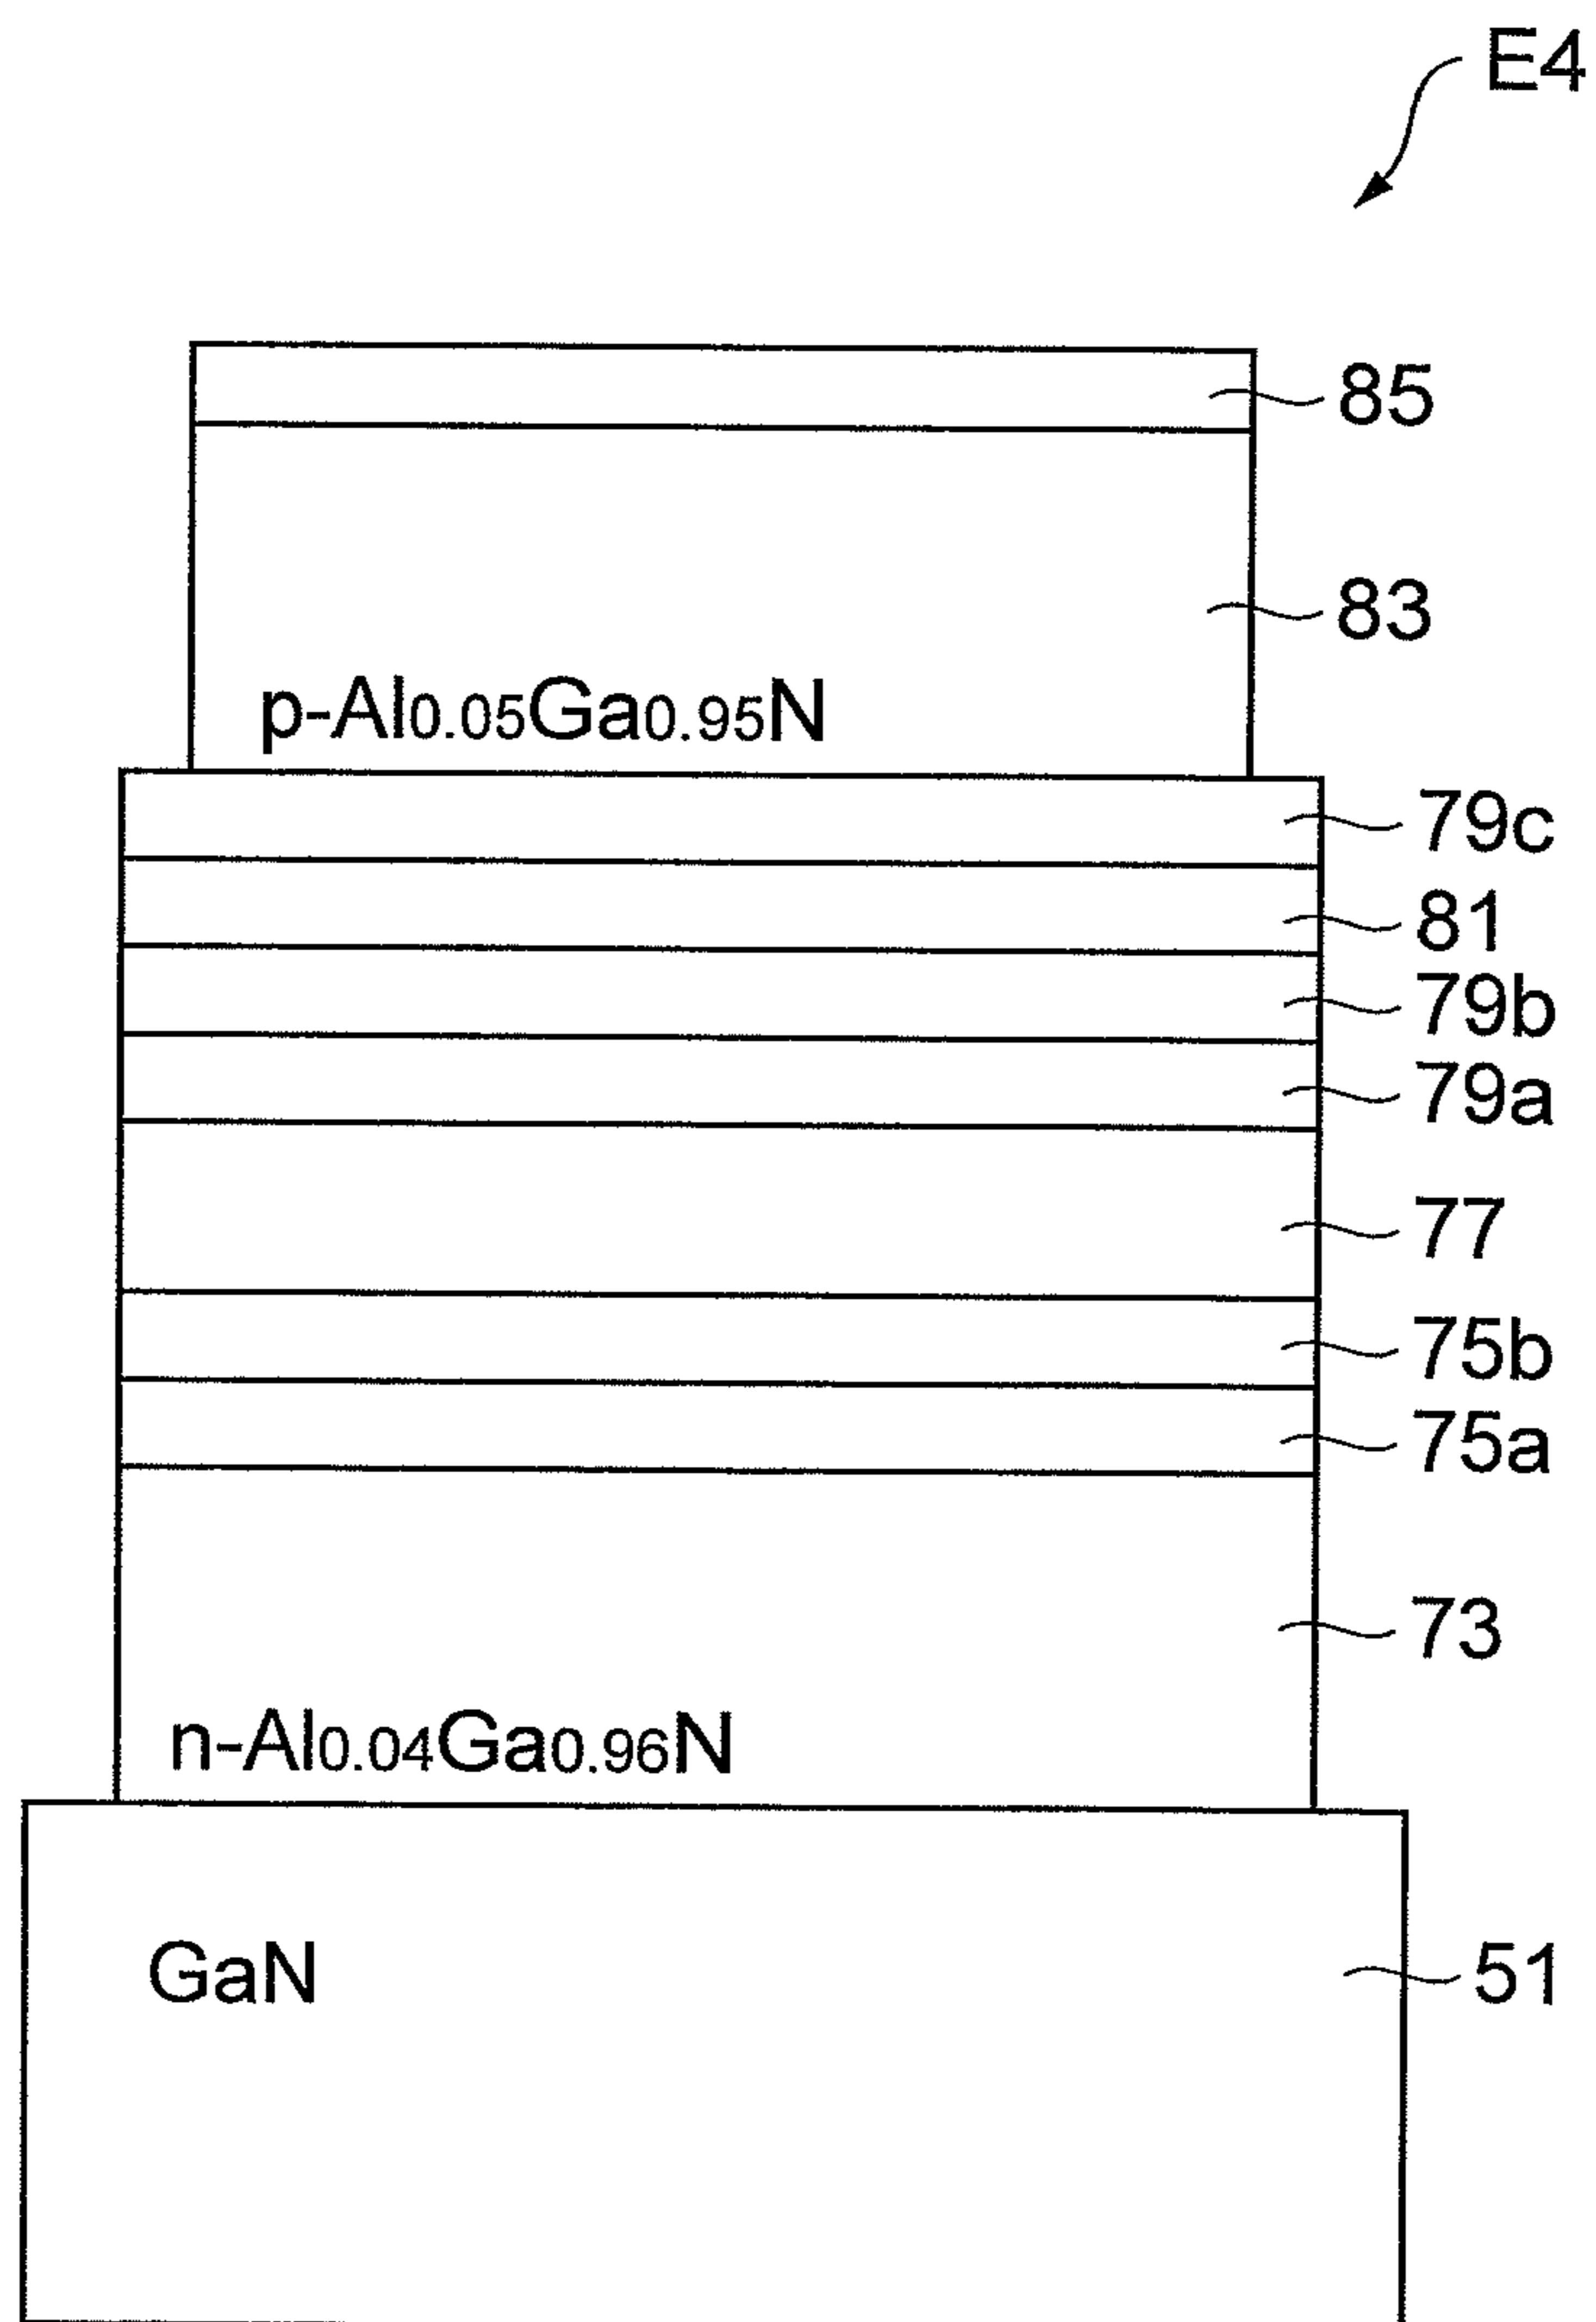 E4
85
83
p-Al0.05Ga0.95N
79c
81
79b
79a
77
75b
75a
73
n-Al0.04Ga0.96N
GaN 51